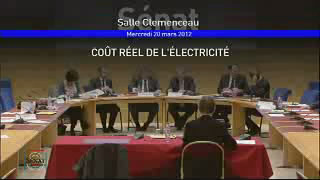 Sénat
Salle Clemenceau
Mercredi 20 mars 2012
COÛT RÉEL DE L'ÉLECTRICITÉ